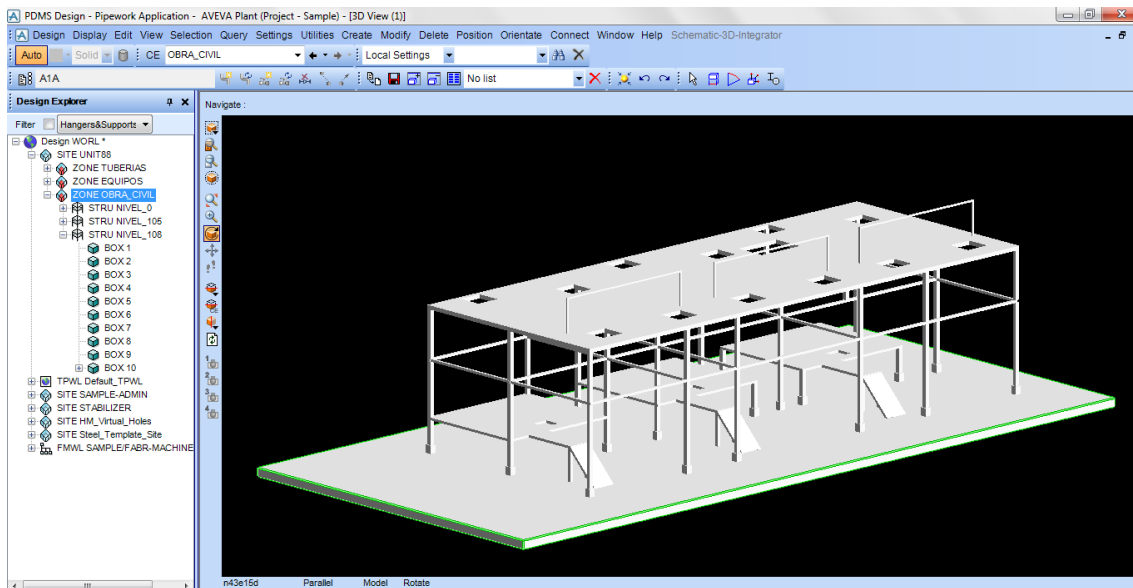 PDMS Design - Pipework Application - AVEVA Plant (Project - Sample) - [3D View (1)]
Design Display Edit View Selection Query Settings Utilities Create Modify Delete Position Orientate Connect Window Help Schematic-3D-Integrator
Auto Solid CE OBRA_CIVIL Local Settings
A1A No list
Design Explorer
Navigate :
Filter Hangers&Supports
Design WORL *
SITE UNIT88
ZONE TUBERIAS
ZONE EQUIPOS
ZONE OBRA_CIVIL
STRU NIVEL_0
STRU NIVEL_105
STRU NIVEL_108
BOX 1
BOX 2
BOX 3
BOX 4
BOX 5
BOX 6
BOX 7
BOX 8
BOX 9
BOX 10
TPWL Default_TPWL
SITE SAMPLE-ADMIN
SITE STABILIZER
SITE HM_Virtual_Holes
SITE Steel_Template_Site
FMWL SAMPLE/FABR-MACHINE
CE
1
2
3
4
n43e15d Parallel Model Rotate